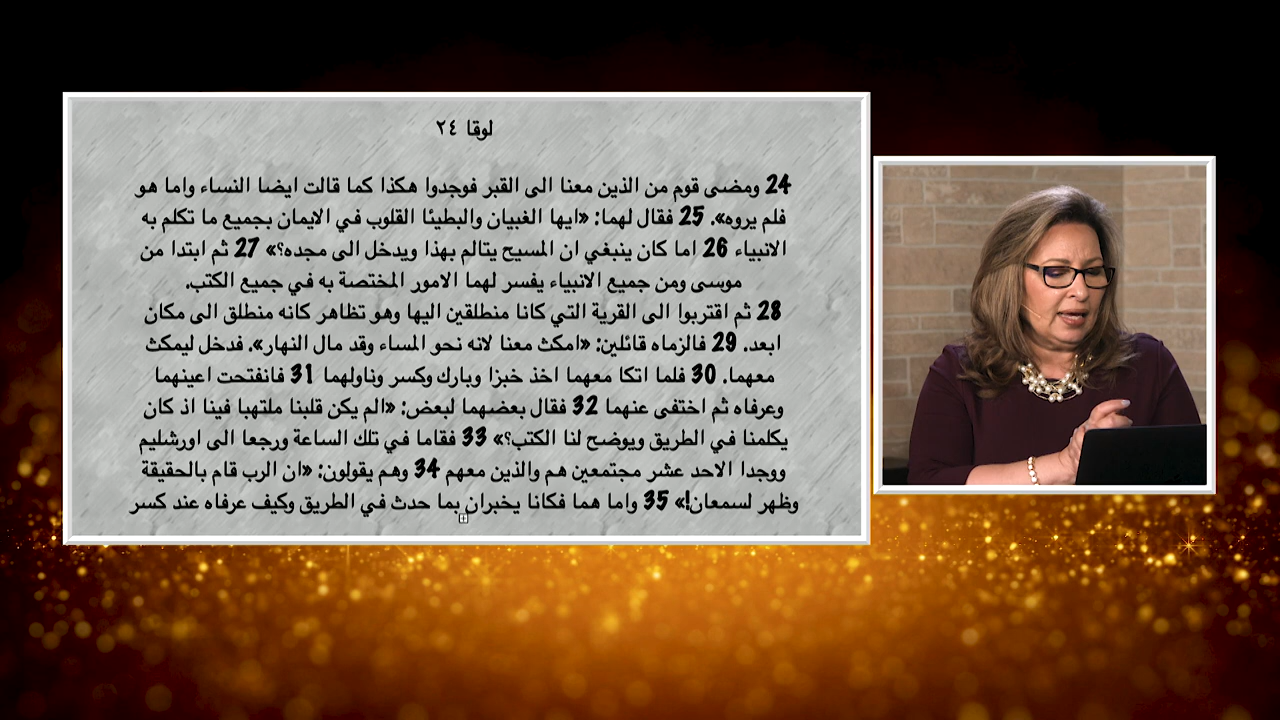 لوقا ٢٤
24 ومضى قوم من الذين معنا الى القبر فوجدوا هكذا كما قالت ايضا النساء واما هو
فلم يروه». 25 فقال لهما: «ايها الغبيان والبطيئا القلوب في الايمان بجميع ما تكلم به
الانبياء 26 اما كان ينبغي ان المسيح يتالم بهذا ويدخل الى مجده؟» 27 ثم ابتدا من
موسى ومن جميع الانبياء يفسر لهما الامور المختصة به في جميع الكتب.
28 ثم اقتربوا الى القرية التي كانا منطلقين اليها وهو تظاهر كانه منطلق الى مكان
ابعد. 29 فالزماه قائلين: «امكث معنا لانه نحو المساء وقد مال النهار». فدخل ليمكث
معهما. 30 فلما اتكا معهما اخذ خبزا وبارك وكسر وناولهما 31 فانفتحت اعينهما
وعرفاه ثم اختفى عنهما 32 فقال بعضهما لبعض: «الم يكن قلبنا ملتهبا فينا اذ كان
يكلمنا في الطريق ويوضح لنا الكتب؟» 33 فقاما في تلك الساعة ورجعا الى اورشليم
ووجدا الاحد عشر مجتمعين هم والذين معهم 34 وهم يقولون: «ان الرب قام بالحقيقة
وظهر لسمعان!» 35 واما هما فكانا يخبران بما حدث في الطريق وكيف عرفاه عند كسر